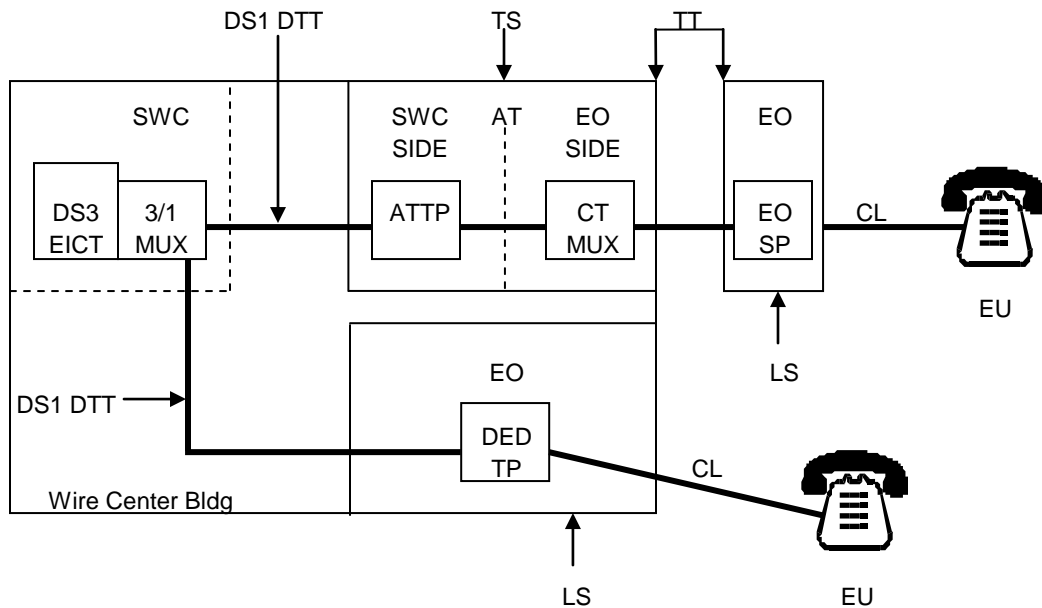 DS1 DTT
TS
TT
SWC
SWC
SIDE
AT
EO
SIDE
EO
DS3
EICT
3/1
MUX
ATTP
CT
MUX
EO
SP
CL
EU
LS
EO
DS1 DTT
DED
TP
CL
Wire Center Bldg
LS
EU